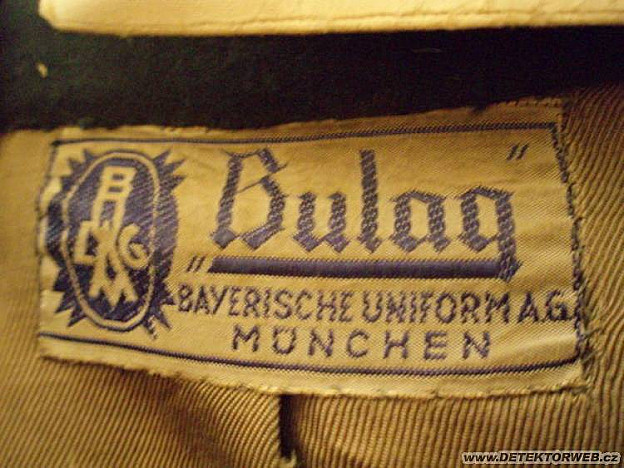 „Bulag"
BAYERISCHE UNIFORM A.G.
MÜNCHEN
www.DETEKTORWEB.cz